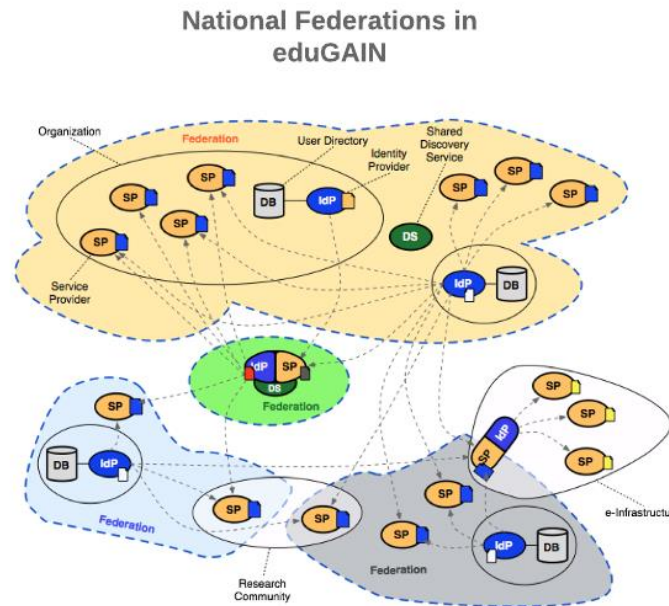 National Federations in
eduGAIN
Organization
Federation
User Directory
Shared
Discovery
Service
Identity
Provider
SP
SP
SP
SP
DB
IdP
SP
SP
SP
DS
Service
Provider
IdP
DB
IdP
SP
DS
Federation
SP
DB
IdP
Federation
SP
SP
Research
Community
SP
SP
IdP
DB
Federation
IdP
SP
SP
SP
SP
e-Infrastructu